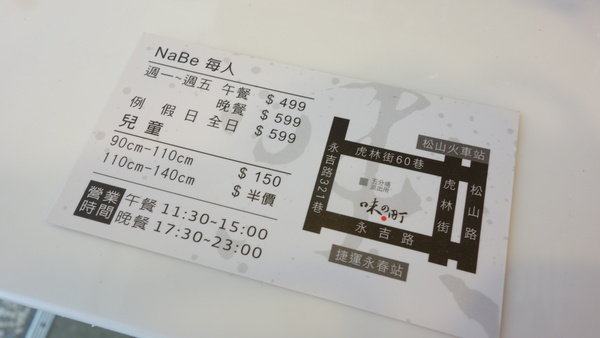 NaBe 每人
週一~週五 午餐 $ 499
晚餐 $ 599
例 假 日 全日 $ 599
兒童
90cm-110cm $ 150
110cm-140cm $ 半價
營業時間
午餐 11:30~15:00
晚餐 17:30~23:00
松山火車站
虎林街60巷
永吉路321巷
虎林街
松山路
味の町
永吉路
捷運永春站